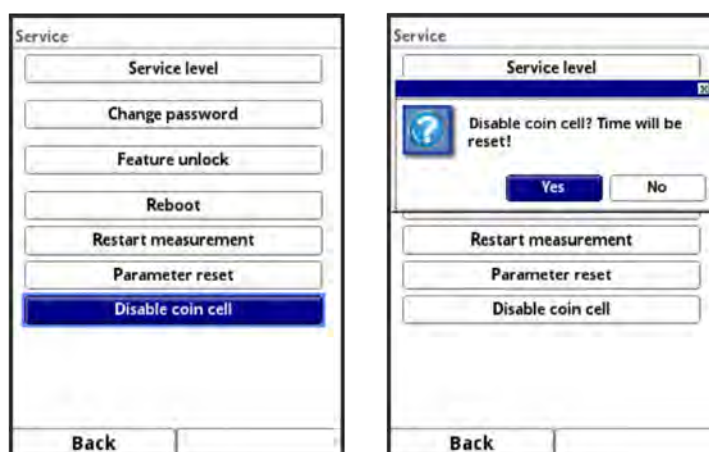 Service
Service level
Change password
Feature unlock
Reboot
Restart measurement
Parameter reset
Disable coin cell
Back
Service
Service level
Disable coin cell? Time will be
reset!
Yes No
Restart measurement
Parameter reset
Disable coin cell
Back